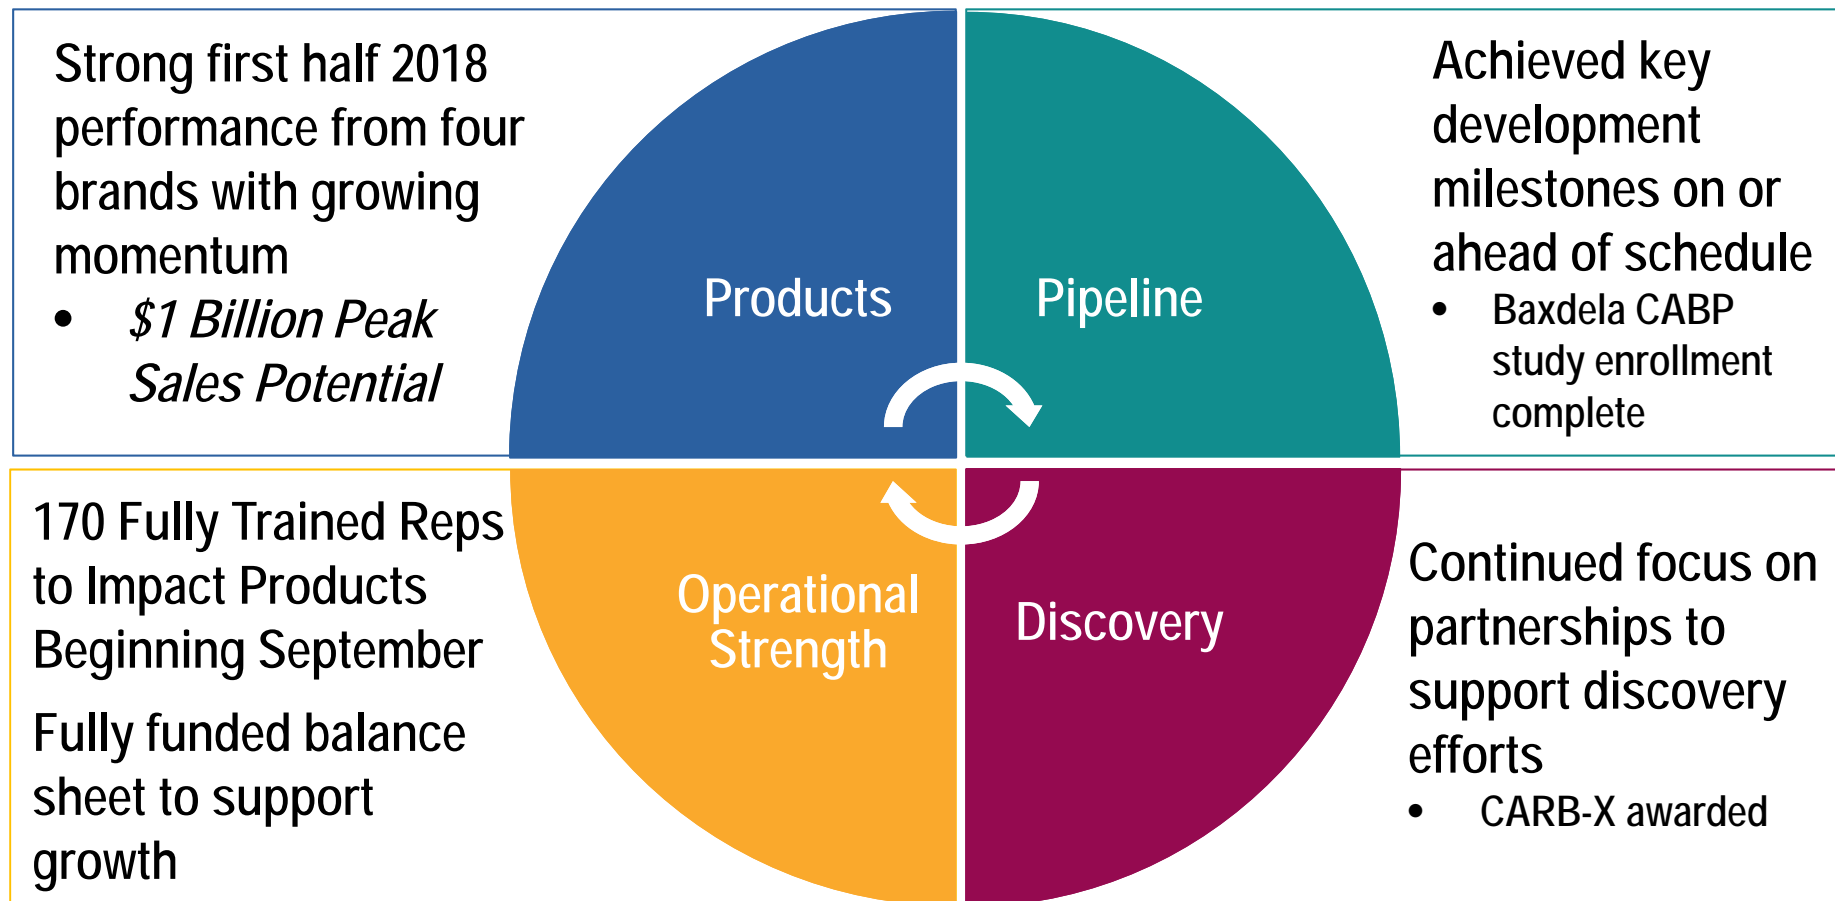 Strong first half 2018
performance from four
brands with growing
momentum
• $1 Billion Peak
Sales Potential
Products
Pipeline
Achieved key
development
milestones on or
ahead of schedule
• Baxdela CABP
study enrollment
complete
170 Fully Trained Reps
to Impact Products
Beginning September
Fully funded balance
sheet to support
growth
Operational
Strength
Discovery
Continued focus on
partnerships to
support discovery
efforts
• CARB-X awarded